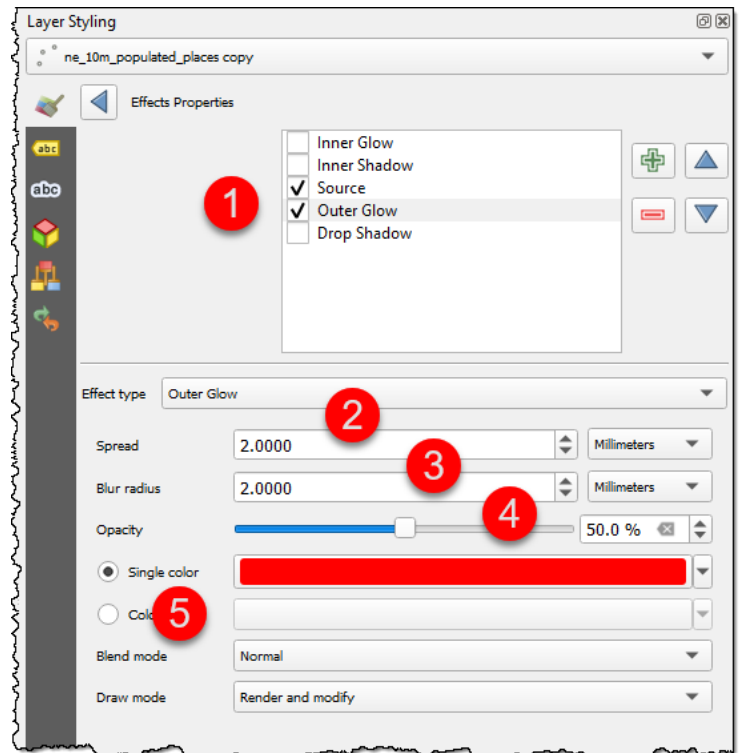 Layer Styling
ne_10m_populated_places copy
Effects Properties
abc
abc
Inner Glow
Inner Shadow
Source
Outer Glow
Drop Shadow
1
Effect type Outer Glow
2
Spread 2.0000 Millimeters
3
Blur radius 2.0000 Millimeters
4
Opacity 50.0 %
Single color
5
Blend mode Normal
Draw mode Render and modify